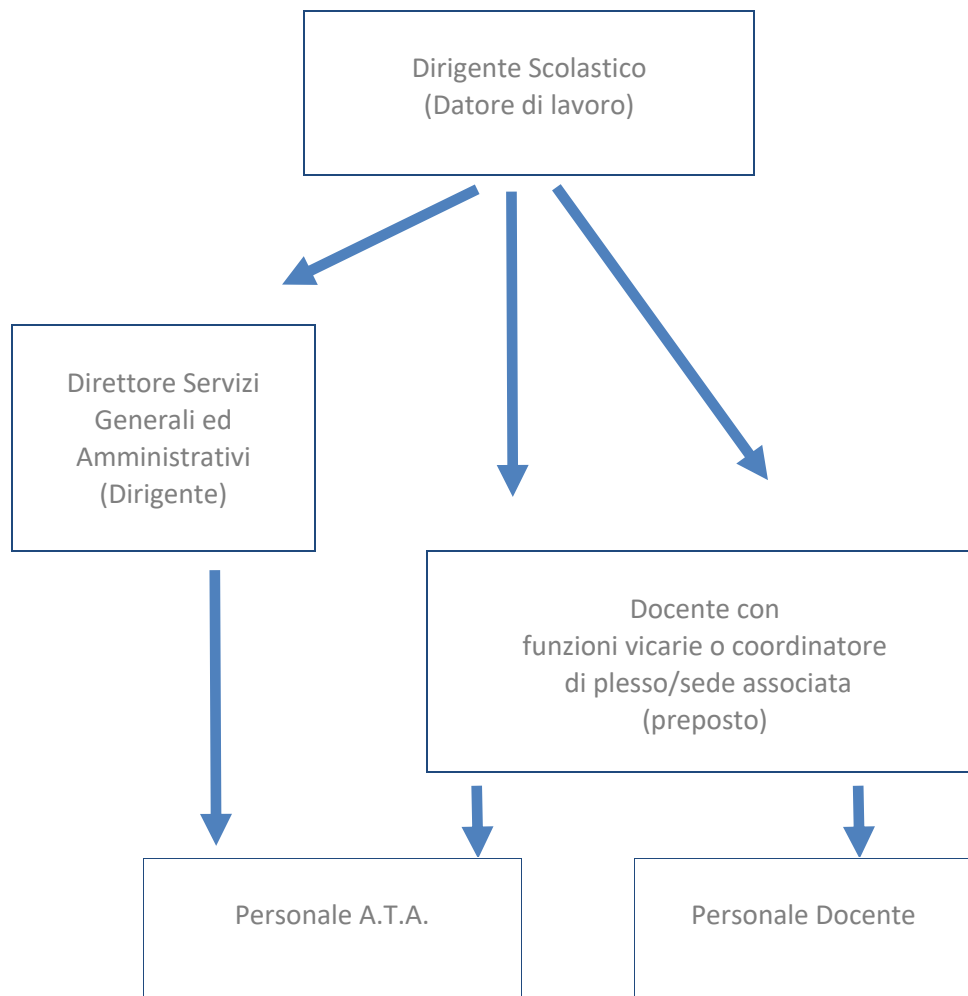 Dirigente Scolastico
(Datore di lavoro)
Direttore Servizi
Generali ed
Amministrativi
(Dirigente)
Docente con
funzioni vicarie o coordinatore
di plesso/sede associata
(preposto)
Personale A.T.A.
Personale Docente